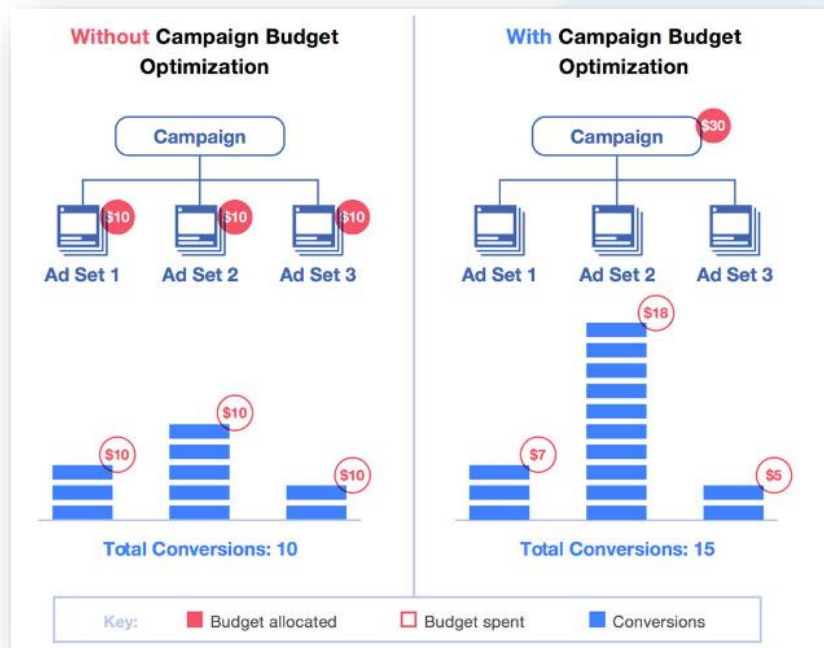 Without Campaign Budget
Optimization
Campaign
$10
$10
$10
Ad Set 1
Ad Set 2
Ad Set 3
$10
$10
$10
Total Conversions: 10
With Campaign Budget
Optimization
Campaign
$30
Ad Set 1
Ad Set 2
Ad Set 3
$18
$7
$5
Total Conversions: 15
Key:
Budget allocated
Budget spent
Conversions